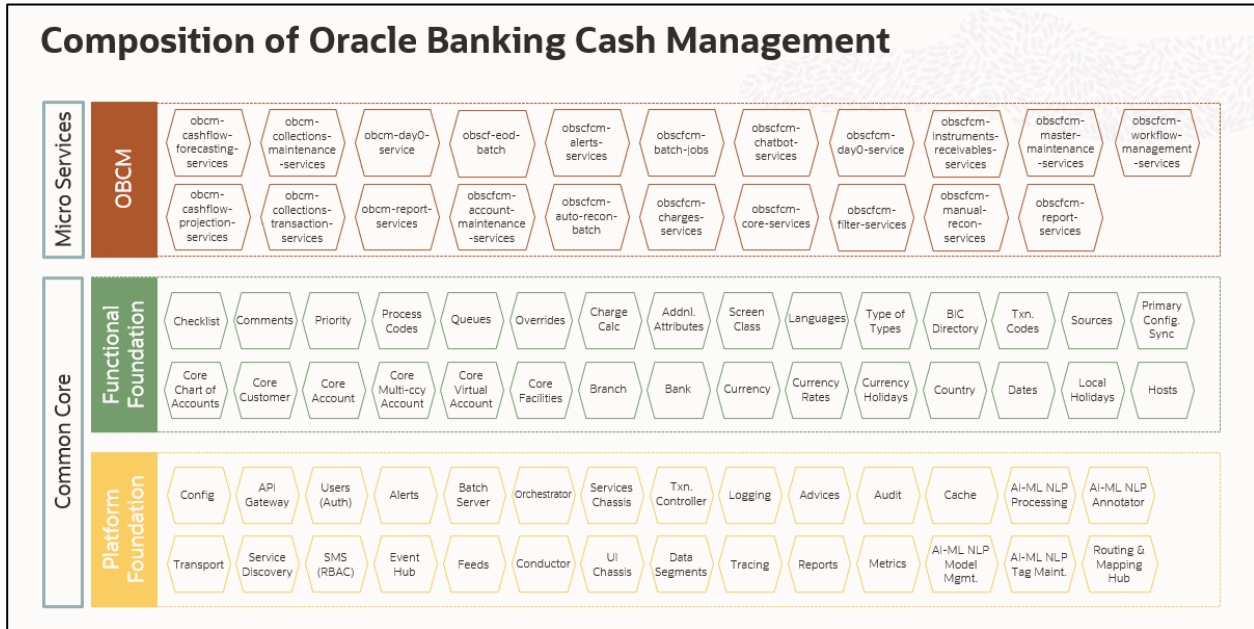 Composition of Oracle Banking Cash Management
Micro Services
OBCM
obcm-
cashflow-
forecasting-
services
obcm-
collections-
maintenance
-services
obcm-day0-
service
obscf-eod-
batch
obscfcm-
alerts-
services
obscfcm-
batch-jobs
obscfcm-
chatbot-
services
obscfcm-
day0-service
obscfcm-
instruments-
receivables-
services
obscfcm-
master-
maintenance
-services
obscfcm-
workflow-
management
-services
obcm-
cashflow-
projection-
services
obcm-
collections-
transaction-
services
obcm-report-
services
obscfcm-
account-
maintenance
-services
obscfcm-
auto-recon-
batch
obscfcm-
charges-
services
obscfcm-
core-services
obscfcm-
filter-services
obscfcm-
manual-
recon-
services
obscfcm-
report-
services
Common Core
Functional
Foundation
Checklist
Comments
Priority
Process
Codes
Queues
Overrides
Charge
Calc
Addnl.
Attributes
Screen
Class
Languages
Type of
Types
BIC
Directory
Txn.
Codes
Sources
Primary
Config.
Sync
Core
Chart of
Accounts
Core
Customer
Core
Account
Core
Multi-ccy
Account
Core
Virtual
Account
Core
Facilities
Branch
Bank
Currency
Currency
Rates
Currency
Holidays
Country
Dates
Local
Holidays
Hosts
Platform
Foundation
Config
API
Gateway
Users
(Auth)
Alerts
Batch
Server
Orchestrator
Services
Chassis
Txn.
Controller
Logging
Advices
Audit
Cache
AI-ML NLP
Processing
AI-ML NLP
Annotator
Transport
Service
Discovery
SMS
(RBAC)
Event
Hub
Feeds
Conductor
UI
Chassis
Data
Segments
Tracing
Reports
Metrics
AI-ML NLP
Model
Mgmt.
AI-ML NLP
Tag Maint.
Routing &
Mapping
Hub